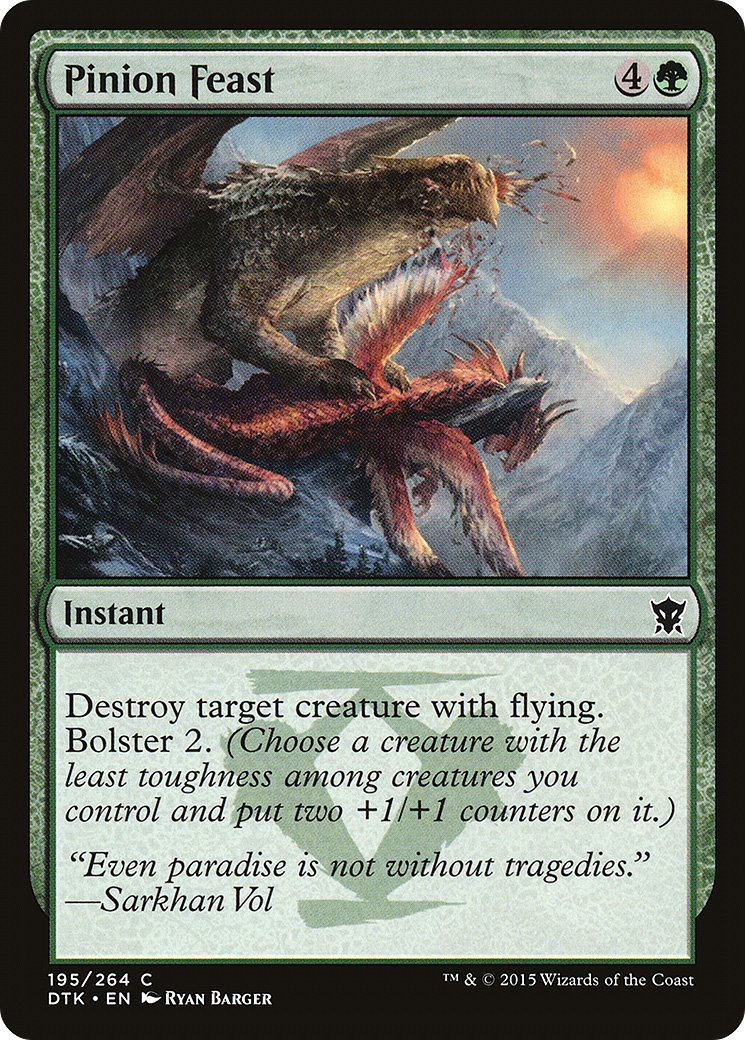 Pinion Feast 4
Instant
Destroy target creature with flying.
Bolster 2. (Choose a creature with the
least toughness among creatures you
control and put two +1/+1 counters on it.)
“Even paradise is not without tragedies.”
—Sarkhan Vol
195/264 C
DTK • EN Ryan Barger
™ & © 2015 Wizards of the Coast